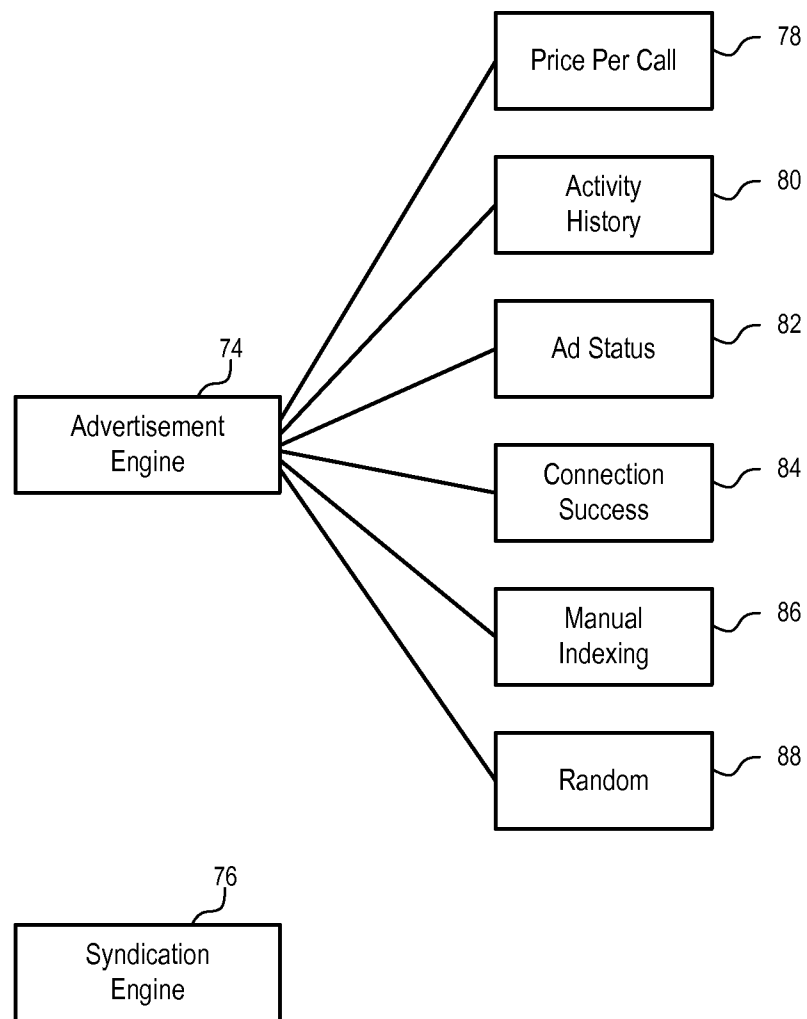 Price Per Call
78
Activity
History
80
Ad Status
82
74
Advertisement
Engine
Connection
Success
84
Manual
Indexing
86
Random
88
76
Syndication
Engine